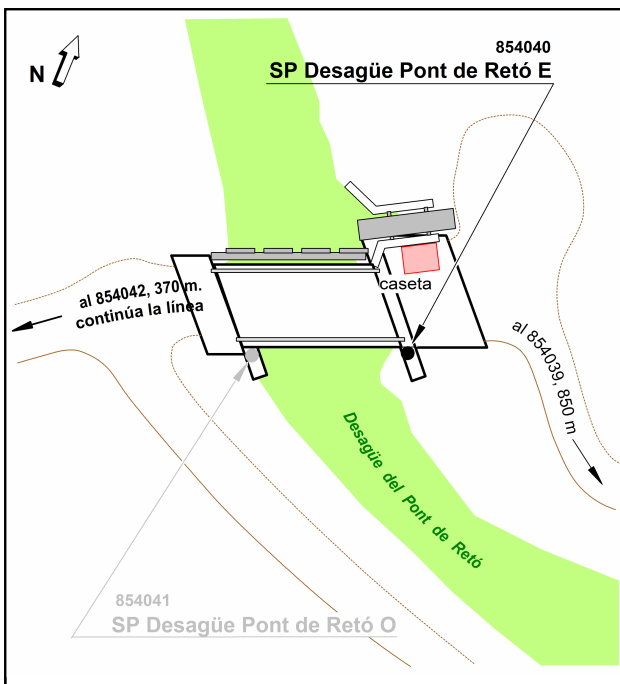 N
854040
SP Desagüe Pont de Retó E
caseta
al 854042, 370 m.
continúa la línea
al 854039, 850 m
Desagüe del Pont de Retó
854041
SP Desagüe Pont de Retó O